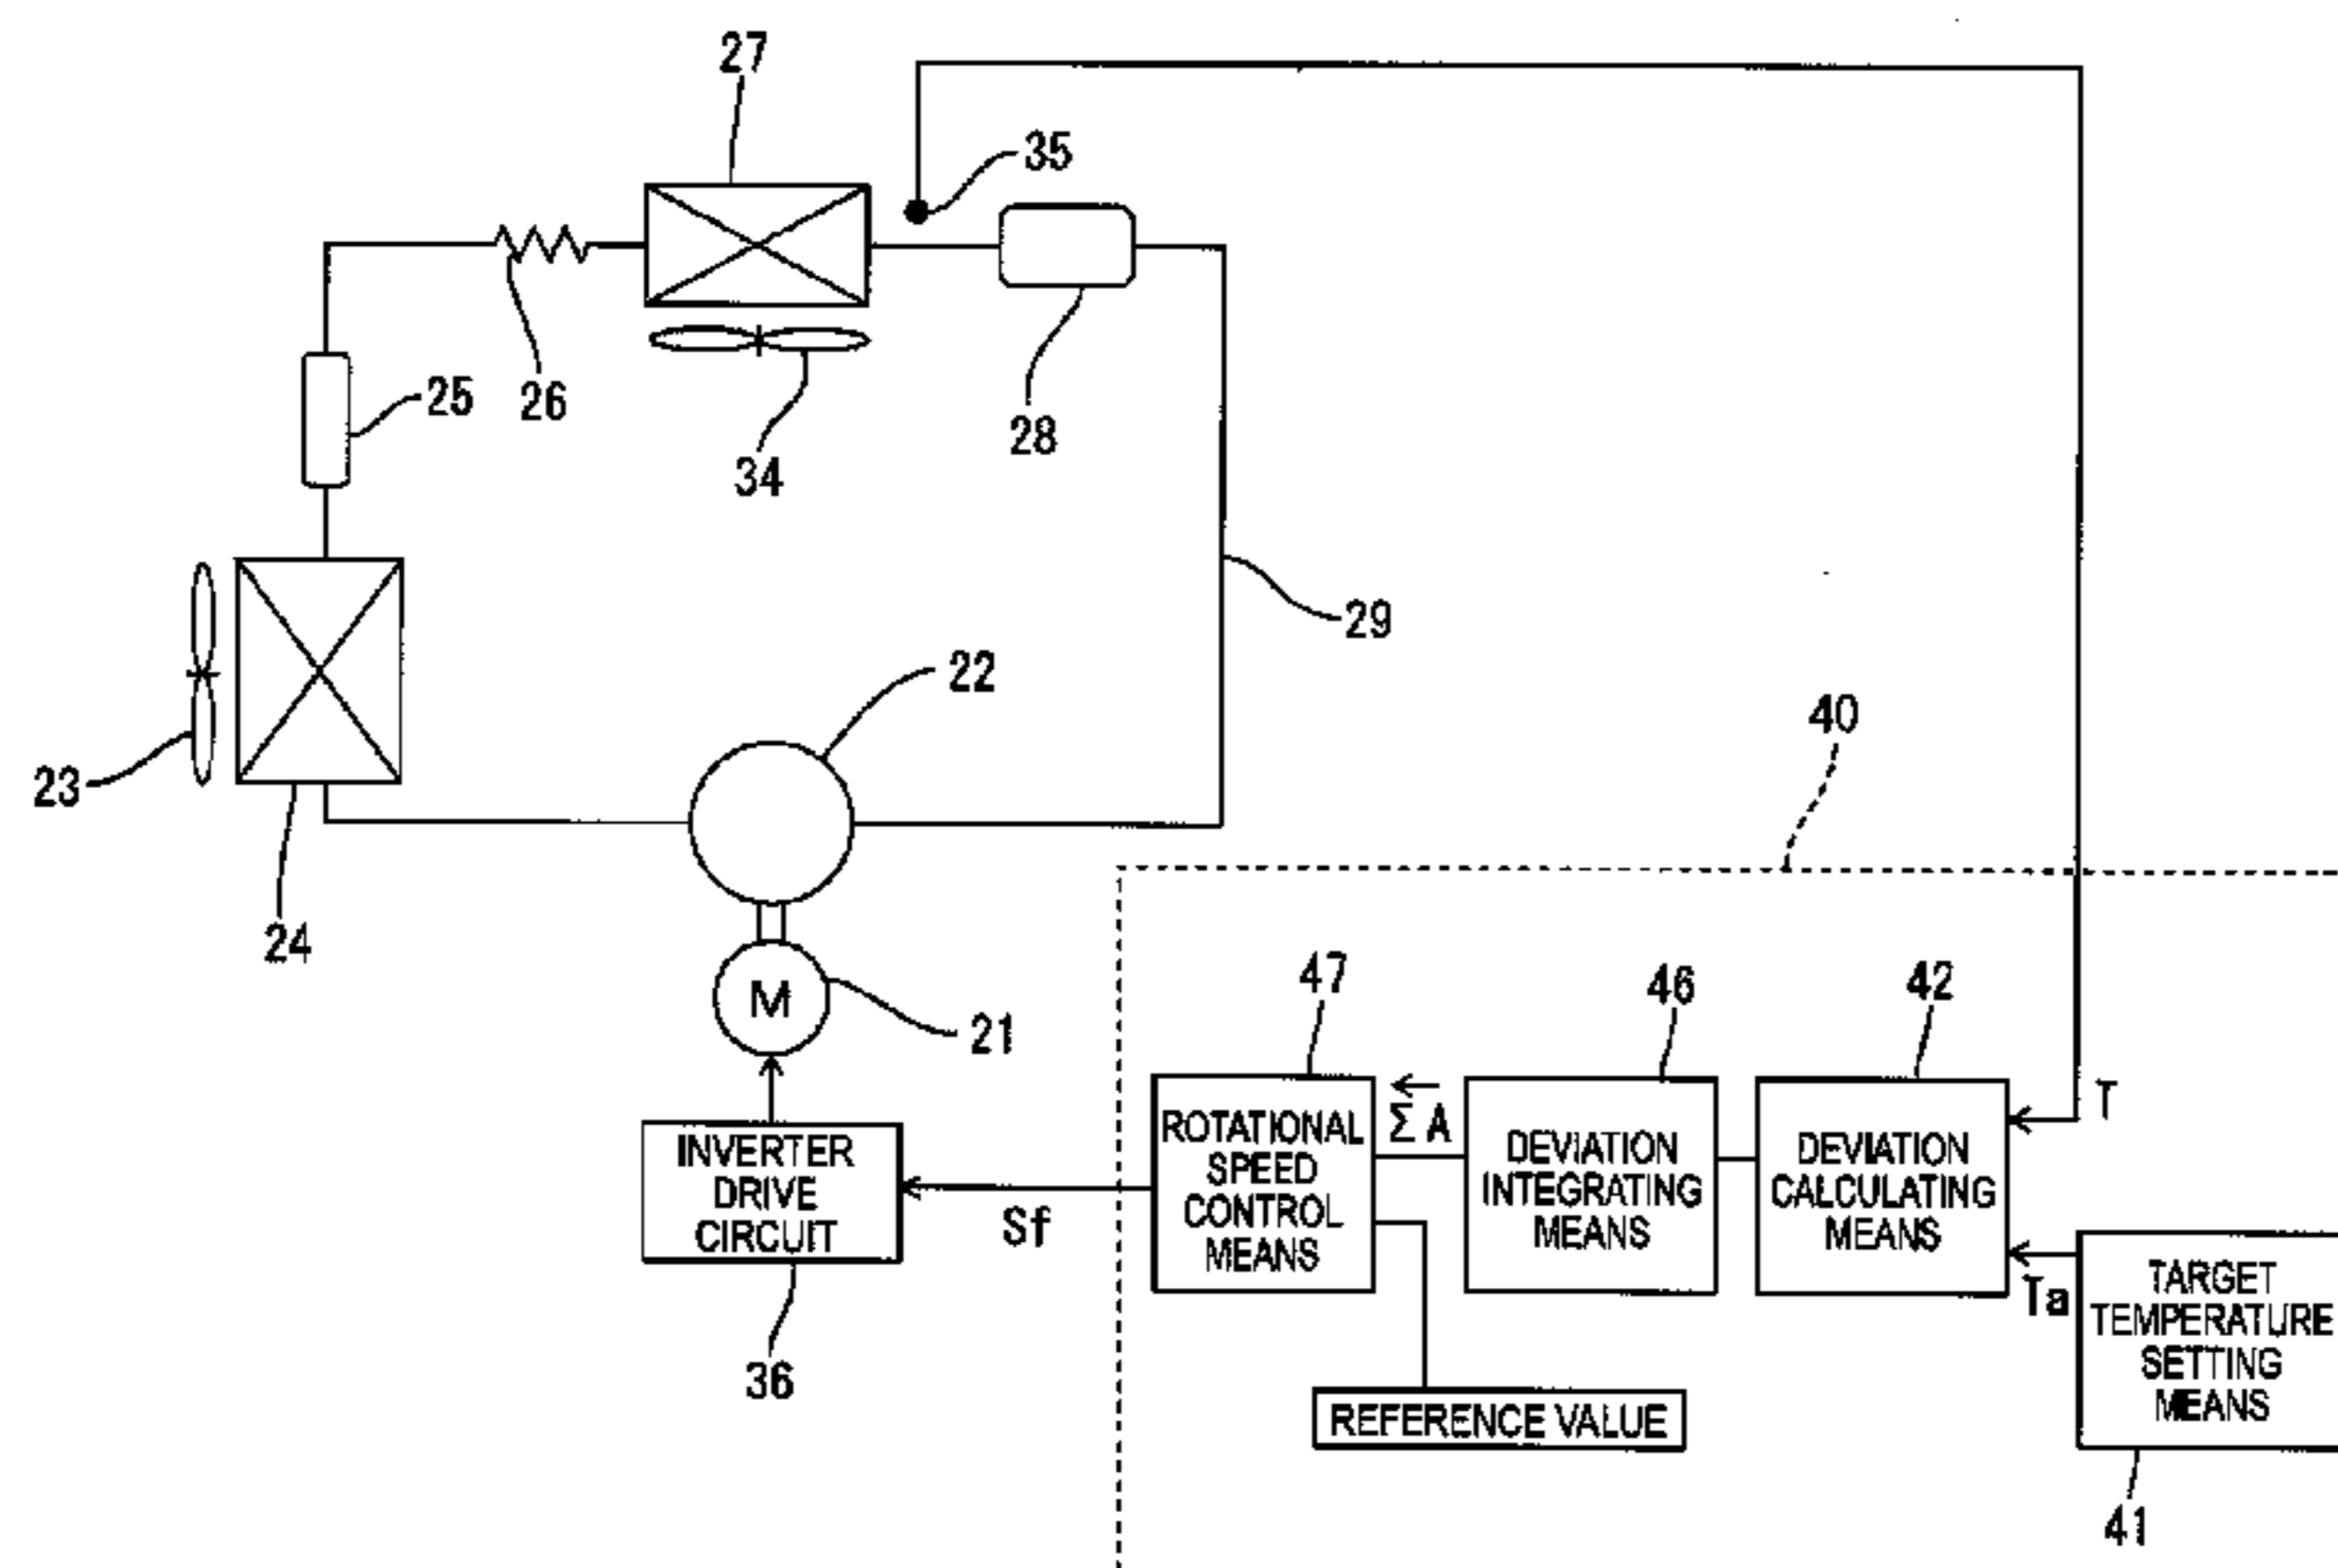 27
35
25
26
28
34
29
22
23
40
24
47
46
42
M
21
T
ROTATIONAL
SPEED
CONTROL
MEANS
ΣA
DEVIATION
INTEGRATING
MEANS
DEVIATION
CALCULATING
MEANS
INVERTER
DRIVE
CIRCUIT
Sf
Ta
TARGET
TEMPERATURE
SETTING
MEANS
36
REFERENCE VALUE
41